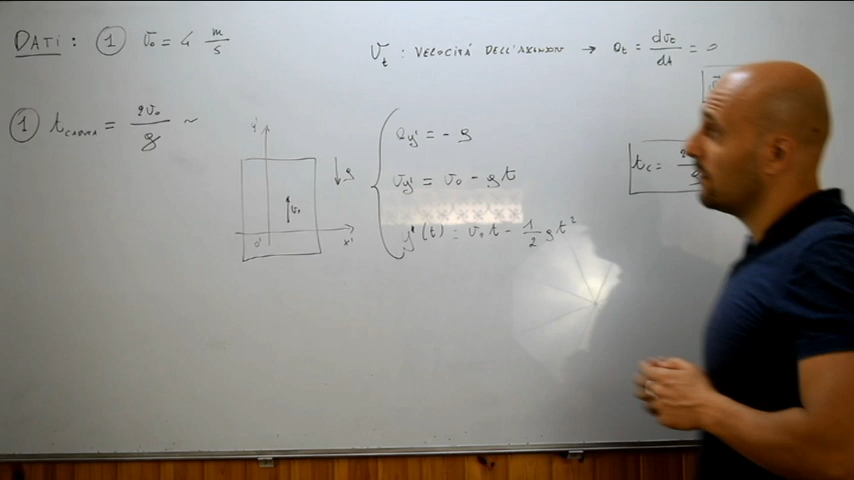 DATI: ① v₀ = 4 m/s
v_t : VELOCITÀ DELL'ASCENSORE → a_t = dv_t/dt = 0
① t_CADUTA = 2v₀/g ~
y'
g
v₀
O'
x'
a_y' = -g
v_y' = v₀ - gt
y'(t) = v₀t - 1/2 gt²
t_c =